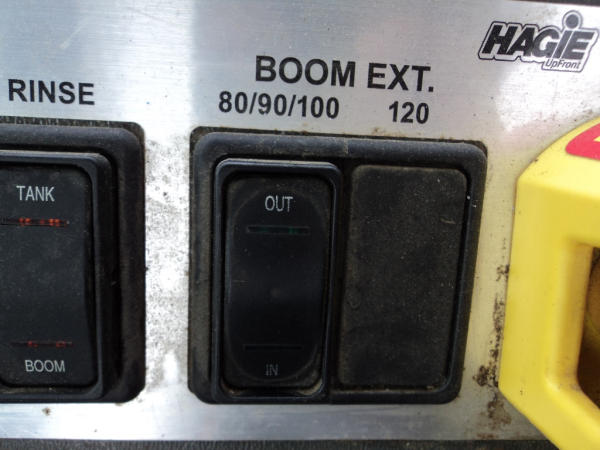 HAGIE
UpFront
RINSE
BOOM EXT.
80/90/100 120
TANK
BOOM
OUT
IN